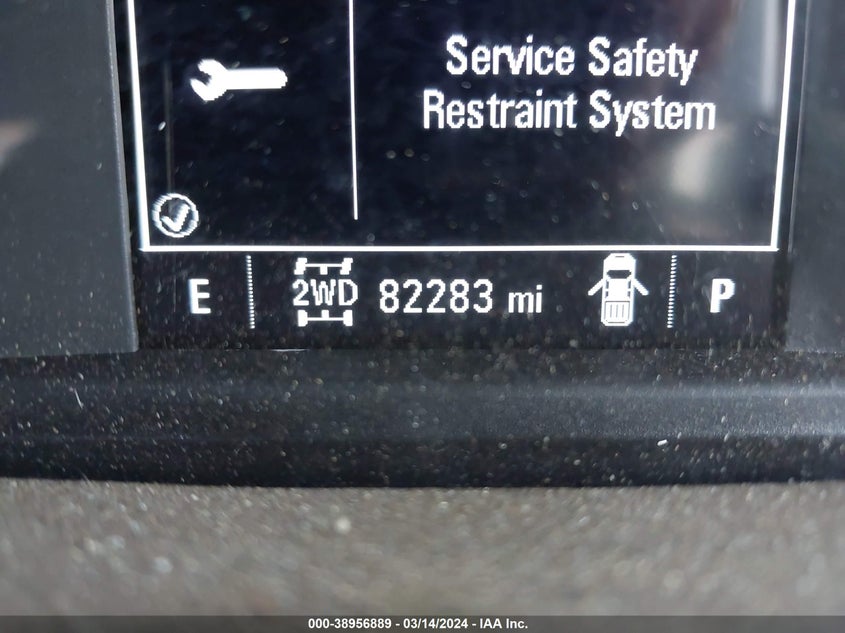 Service Safety
Restraint System
E 2WD 82283 mi P
000-38956889 - 03/14/2024 - IAA Inc.